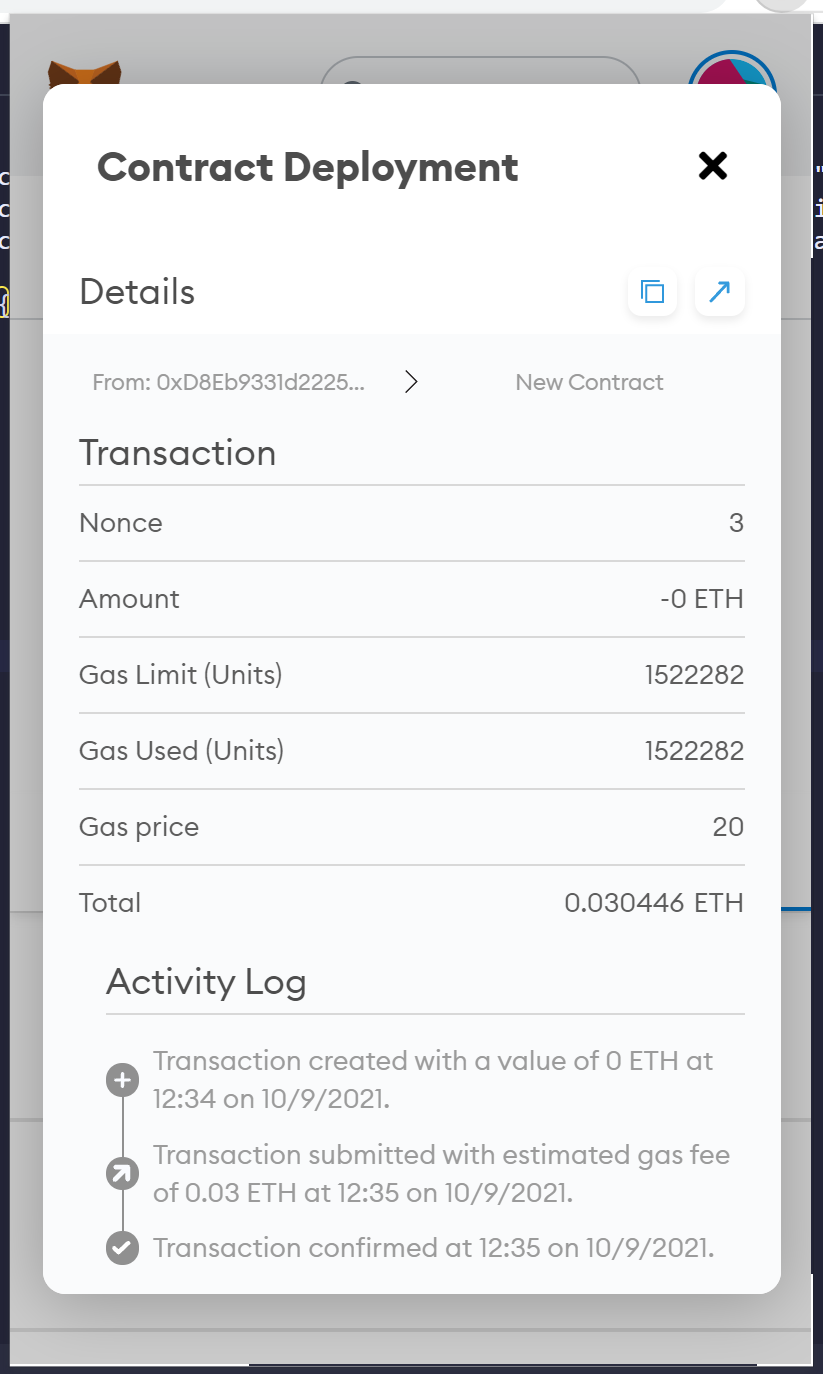 Contract Deployment
Details
From: 0xD8Eb9331d2225...
New Contract
Transaction
Nonce 3
Amount -0 ETH
Gas Limit (Units) 1522282
Gas Used (Units) 1522282
Gas price 20
Total 0.030446 ETH
Activity Log
Transaction created with a value of 0 ETH at
12:34 on 10/9/2021.
Transaction submitted with estimated gas fee
of 0.03 ETH at 12:35 on 10/9/2021.
Transaction confirmed at 12:35 on 10/9/2021.